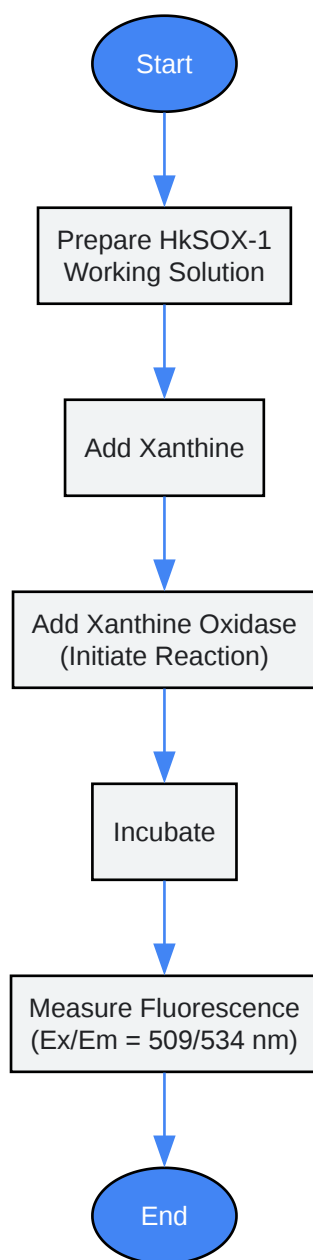 Start
Prepare HkSOX-1
Working Solution
Add Xanthine
Add Xanthine Oxidase
(Initiate Reaction)
Incubate
Measure Fluorescence
(Ex/Em = 509/534 nm)
End